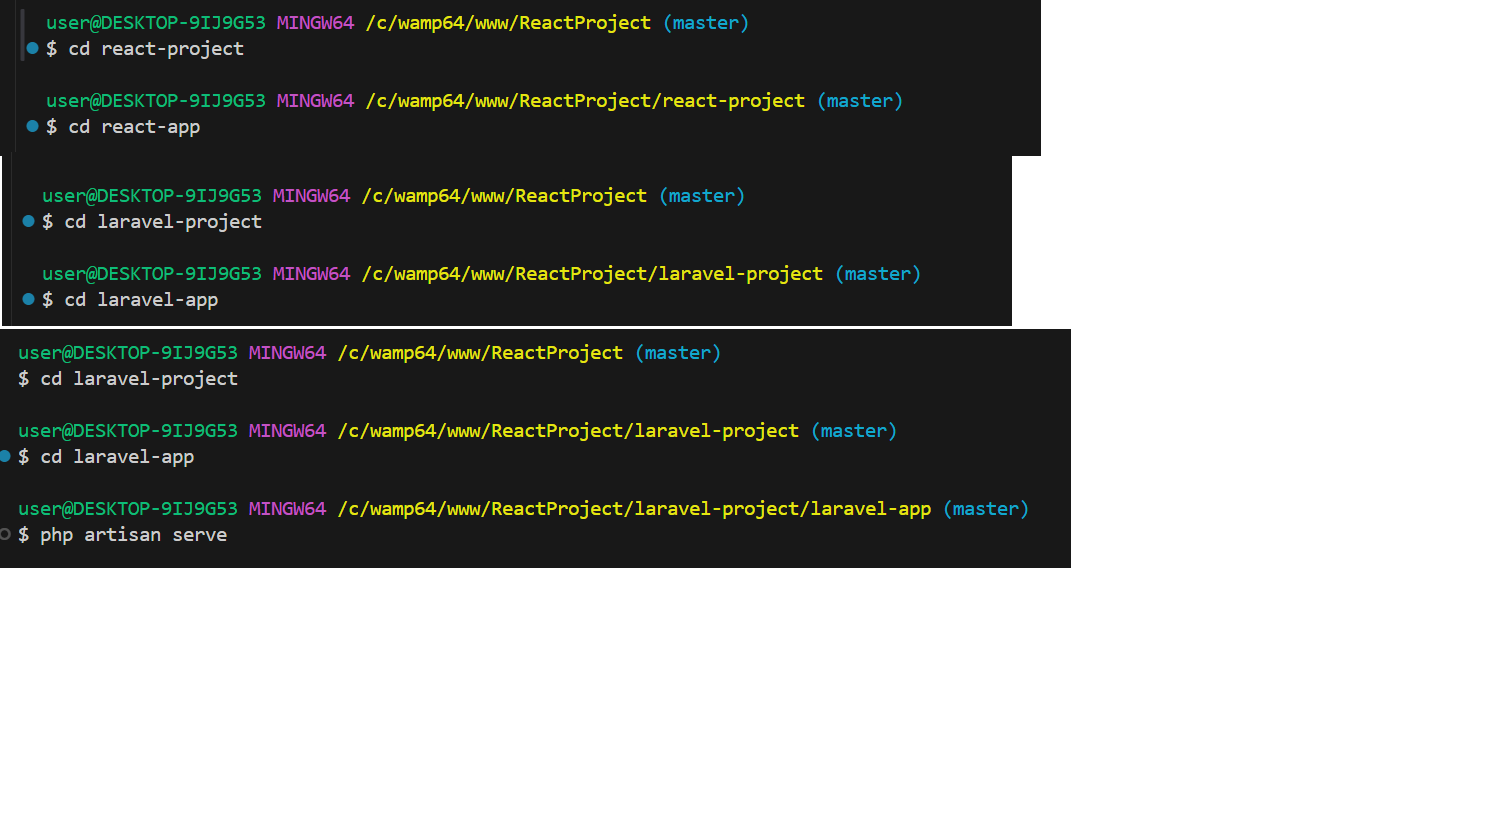 user@DESKTOP-9IJ9G53 MINGW64 /c/wamp64/www/ReactProject (master)
$ cd react-project
user@DESKTOP-9IJ9G53 MINGW64 /c/wamp64/www/ReactProject/react-project (master)
$ cd react-app
user@DESKTOP-9IJ9G53 MINGW64 /c/wamp64/www/ReactProject (master)
$ cd laravel-project
user@DESKTOP-9IJ9G53 MINGW64 /c/wamp64/www/ReactProject/laravel-project (master)
$ cd laravel-app
user@DESKTOP-9IJ9G53 MINGW64 /c/wamp64/www/ReactProject (master)
$ cd laravel-project
user@DESKTOP-9IJ9G53 MINGW64 /c/wamp64/www/ReactProject/laravel-project (master)
$ cd laravel-app
user@DESKTOP-9IJ9G53 MINGW64 /c/wamp64/www/ReactProject/laravel-project/laravel-app (master)
$ php artisan serve